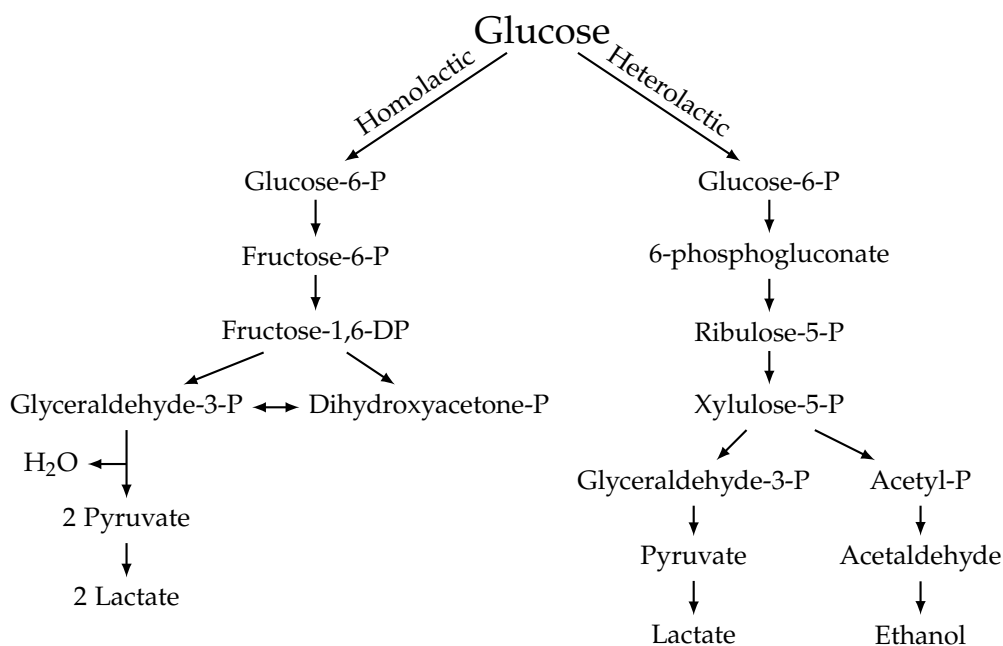 Glucose
Homolactic
Heterolactic
Glucose-6-P
Glucose-6-P
Fructose-6-P
6-phosphogluconate
Fructose-1,6-DP
Ribulose-5-P
Glyceraldehyde-3-P
Dihydroxyacetone-P
Xylulose-5-P
H₂O
Glyceraldehyde-3-P
Acetyl-P
2 Pyruvate
Pyruvate
Acetaldehyde
2 Lactate
Lactate
Ethanol